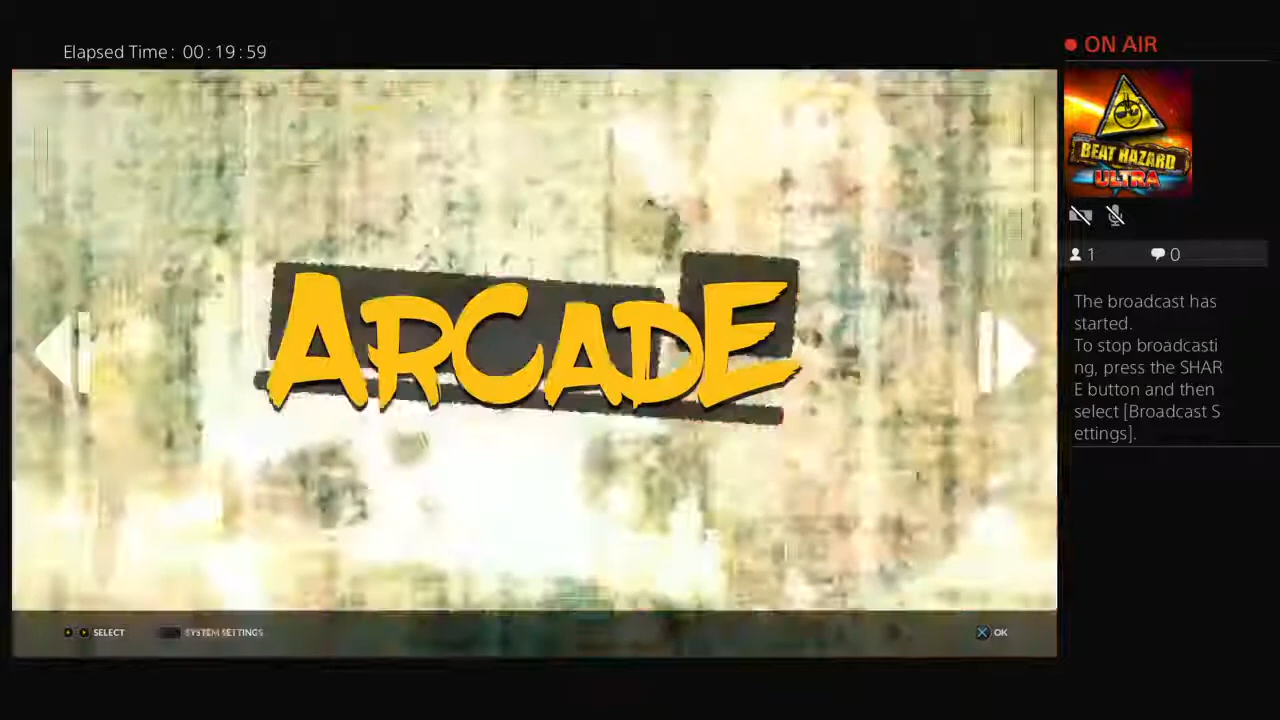 Elapsed Time: 00:19:59
ON AIR
BEAT HAZARD
ULTRA
1
0
The broadcast has
started.
To stop broadcasti
ng, press the SHAR
E button and then
select [Broadcast S
ettings].
ARCADE
SELECT
SYSTEM SETTINGS
OK